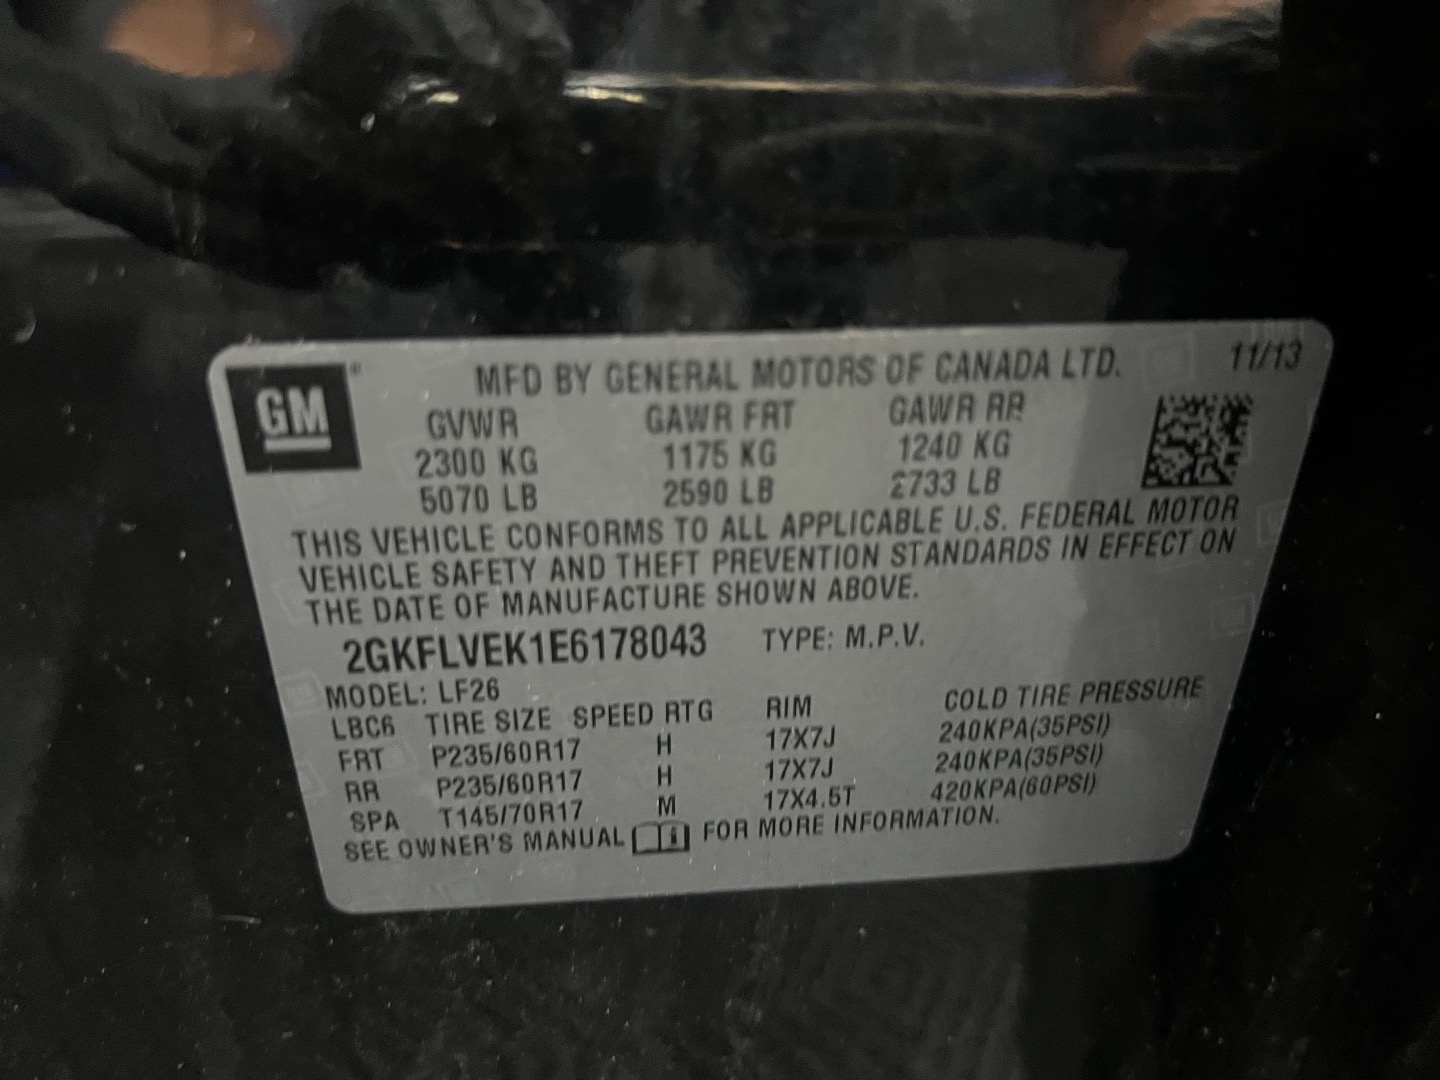 GM
MFD BY GENERAL MOTORS OF CANADA LTD. 11/13
GVWR GAWR FRT GAWR RR
2300 KG 1175 KG 1240 KG
5070 LB 2590 LB 2733 LB
THIS VEHICLE CONFORMS TO ALL APPLICABLE U.S. FEDERAL MOTOR
VEHICLE SAFETY AND THEFT PREVENTION STANDARDS IN EFFECT ON
THE DATE OF MANUFACTURE SHOWN ABOVE.
2GKFLVEK1E6178043 TYPE: M.P.V.
MODEL: LF26
LBC6 TIRE SIZE SPEED RTG RIM COLD TIRE PRESSURE
FRT P235/60R17 H 17X7J 240KPA(35PSI)
RR P235/60R17 H 17X7J 240KPA(35PSI)
SPA T145/70R17 M 17X4.5T 420KPA(60PSI)
SEE OWNER'S MANUAL FOR MORE INFORMATION.